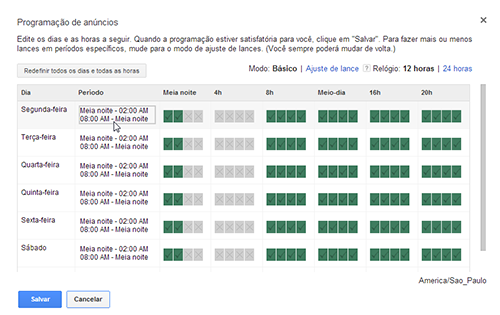 Programação de anúncios
Edite os dias e as horas a seguir. Quando a programação estiver satisfatória para você, clique em "Salvar". Para fazer mais ou menos
lances em períodos específicos, mude para o modo de ajuste de lances. (Você sempre poderá mudar de volta.)
Redefinir todos os dias e todas as horas
Modo: Básico | Ajuste de lance ? Relógio: 12 horas | 24 horas
Dia Período Meia noite 4h 8h Meio-dia 16h 20h
Segunda-feira Meia noite - 02:00 AM
08:00 AM - Meia noite
Terça-feira Meia noite - 02:00 AM
08:00 AM - Meia noite
Quarta-feira Meia noite - 02:00 AM
08:00 AM - Meia noite
Quinta-feira Meia noite - 02:00 AM
08:00 AM - Meia noite
Sexta-feira Meia noite - 02:00 AM
08:00 AM - Meia noite
Sábado Meia noite - 02:00 AM
08:00 AM - Meia noite
America/Sao_Paulo
Salvar Cancelar